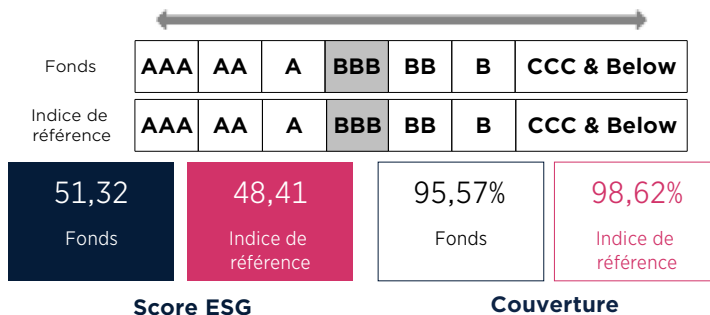 Fonds AAA AA A BBB BB B CCC & Below
Indice de
référence AAA AA A BBB BB B CCC & Below
51,32 48,41 95,57% 98,62%
Fonds Indice de Fonds Indice de
référence référence
Score ESG Couverture